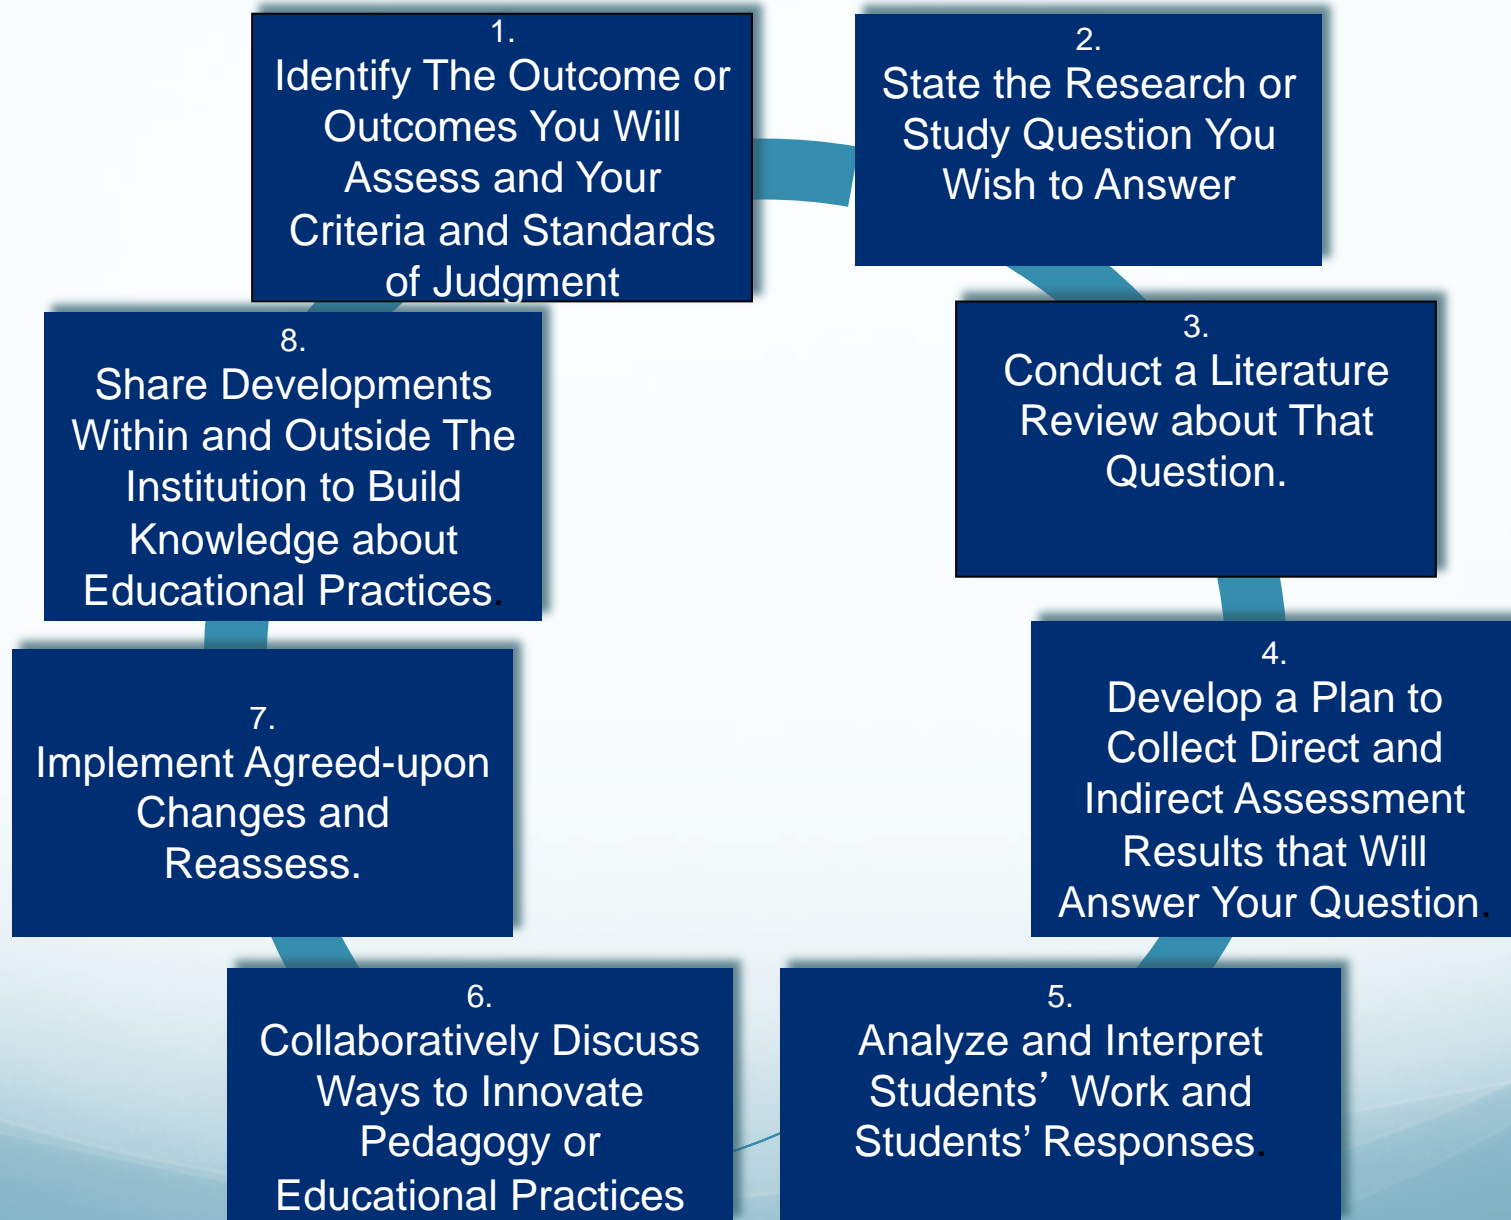 1.
Identify The Outcome or
Outcomes You Will
Assess and Your
Criteria and Standards
of Judgment
2.
State the Research or
Study Question You
Wish to Answer
3.
Conduct a Literature
Review about That
Question.
4.
Develop a Plan to
Collect Direct and
Indirect Assessment
Results that Will
Answer Your Question.
5.
Analyze and Interpret
Students’ Work and
Students’ Responses.
6.
Collaboratively Discuss
Ways to Innovate
Pedagogy or
Educational Practices
7.
Implement Agreed-upon
Changes and
Reassess.
8.
Share Developments
Within and Outside The
Institution to Build
Knowledge about
Educational Practices.